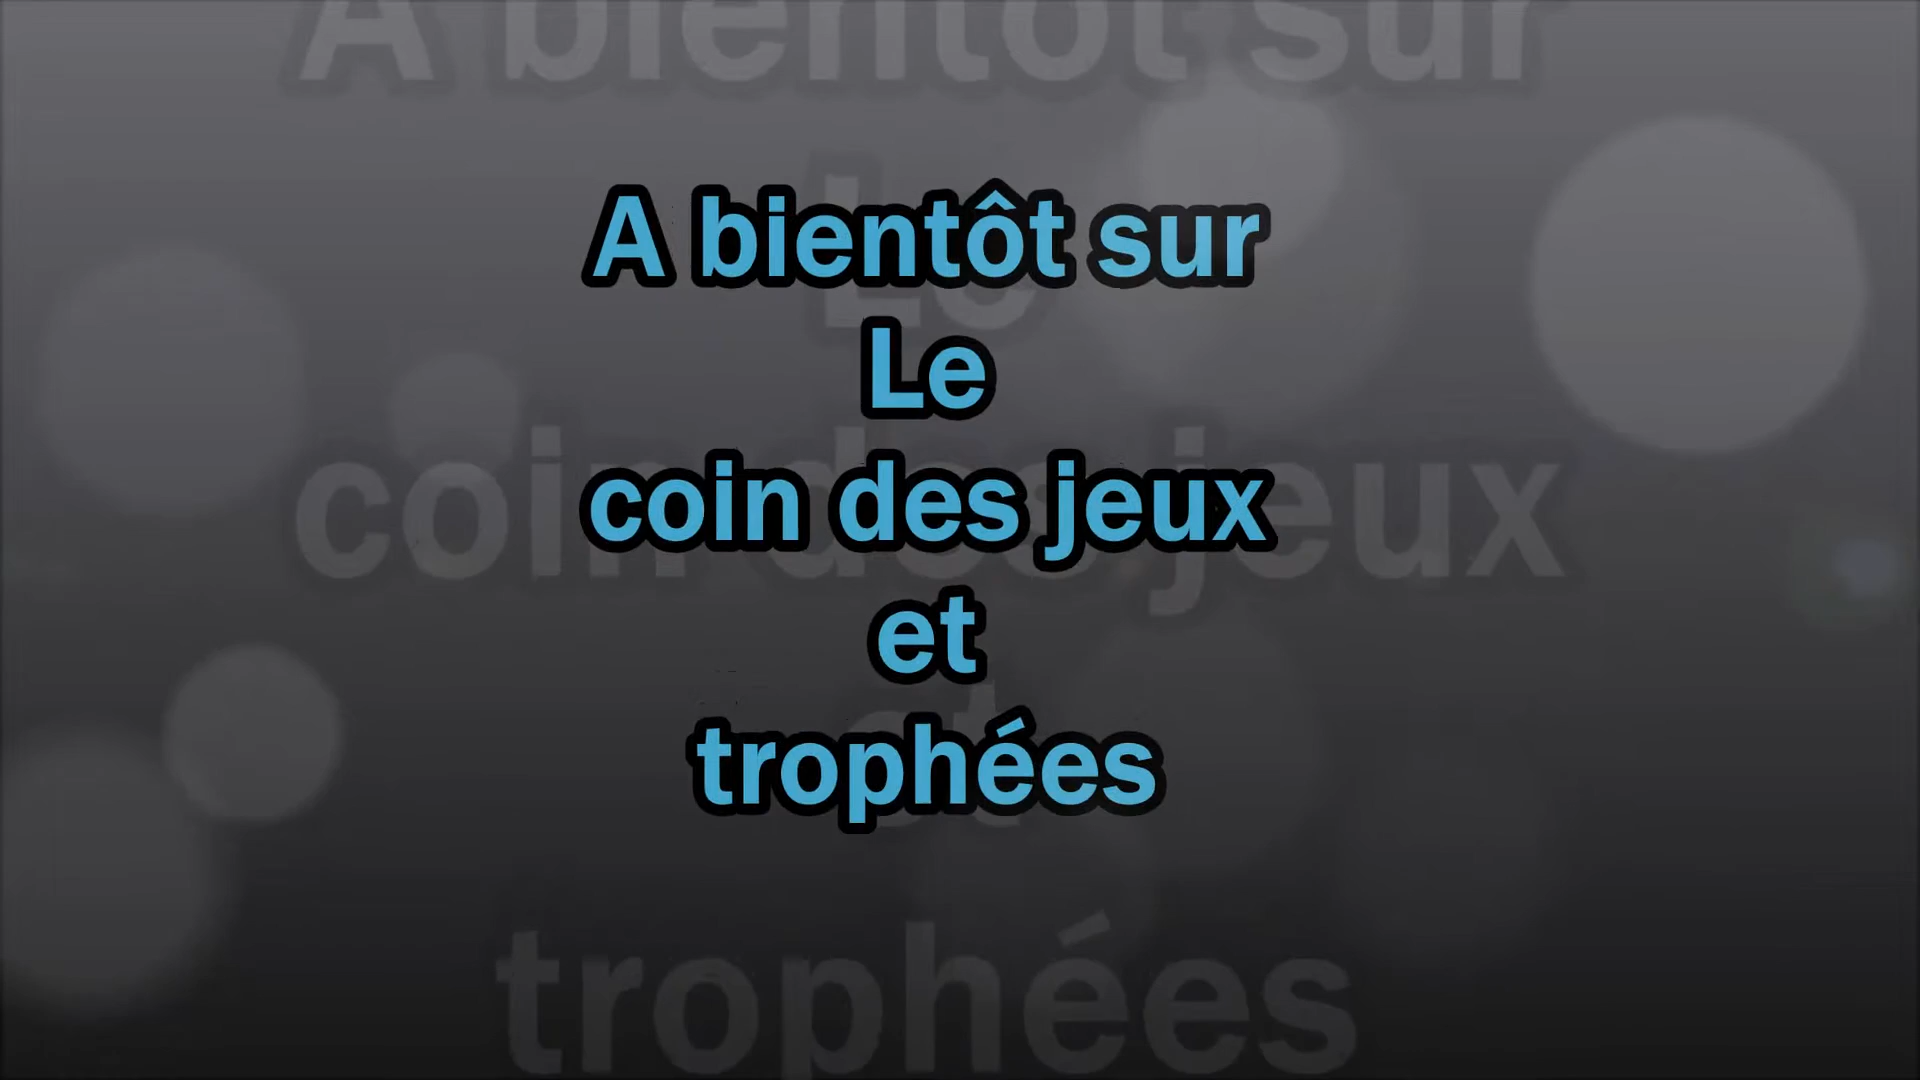 A bientôt sur
Le
coin des jeux
et
trophées